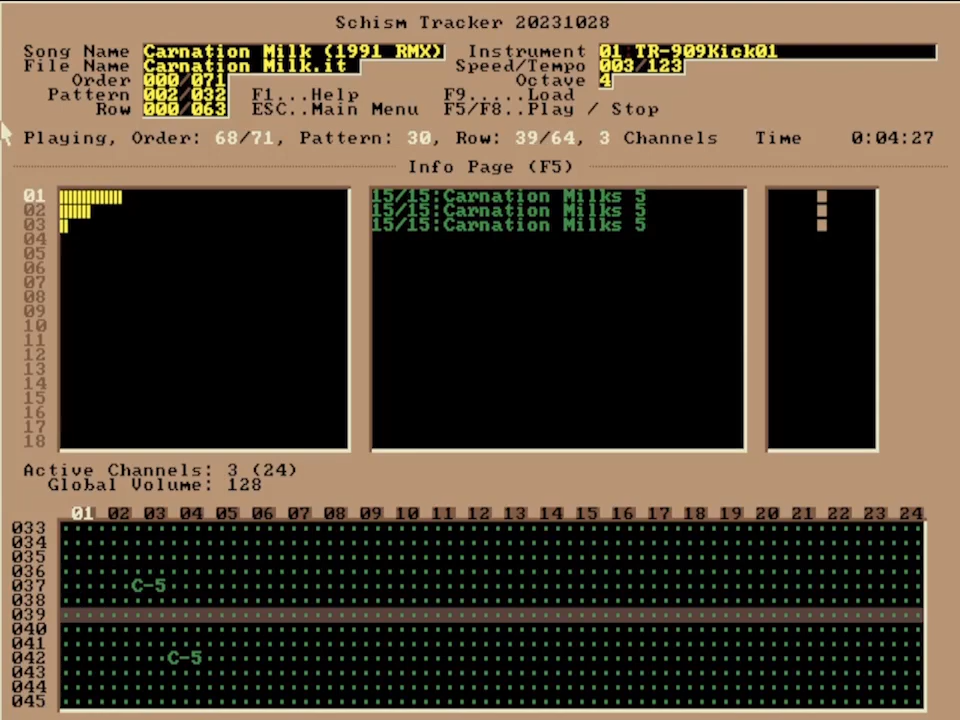 Schism Tracker 20231028
Song Name Carnation Milk (1991 RMX) Instrument 01 TR-909Kick01
File Name Carnation Milk.it Speed/Tempo 003/123
Order 000/071 Octave 4
Pattern 002/032 F1...Help F9.....Load
Row 000/063 ESC..Main Menu F5/F8..Play / Stop
Playing, Order: 68/71, Pattern: 30, Row: 39/64, 3 Channels Time 0:04:27
Info Page (F5)
01 15/15:Carnation Milks 5
02 15/15:Carnation Milks 5
03 15/15:Carnation Milks 5
04
05
06
07
08
09
10
11
12
13
14
15
16
17
18
Active Channels: 3 (24)
Global Volume: 128
01 02 03 04 05 06 07 08 09 10 11 12 13 14 15 16 17 18 19 20 21 22 23 24
033
034
035
036
037 C-5
038
039
040
041
042 C-5
043
044
045